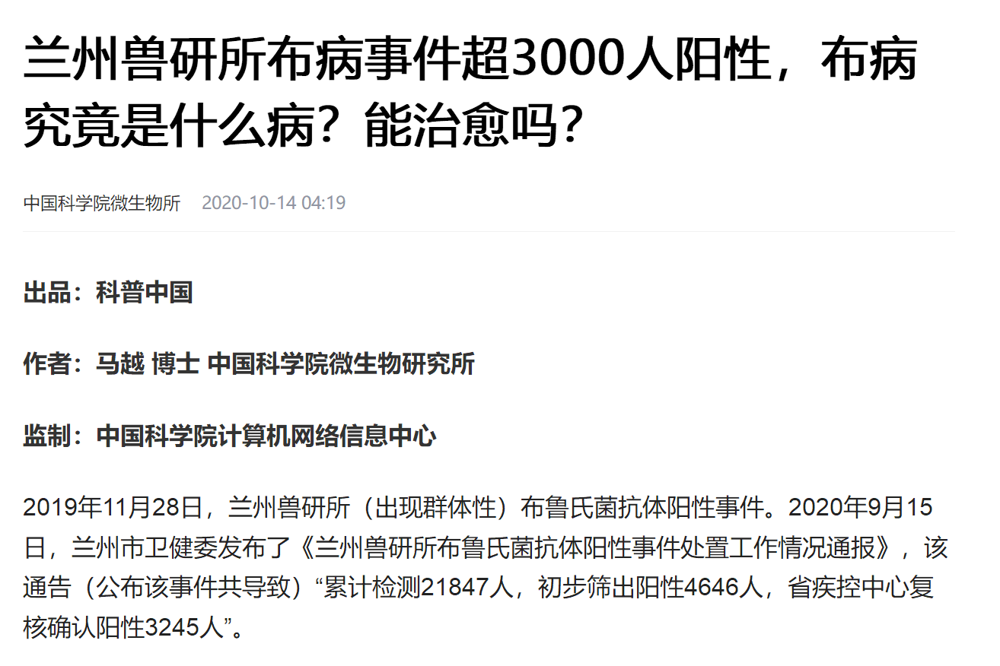 兰州兽研所布病事件超3000人阳性，布病
究竟是什么病？能治愈吗？
中国科学院微生物所 2020-10-14 04:19
出品：科普中国
作者：马越 博士 中国科学院微生物研究所
监制：中国科学院计算机网络信息中心
2019年11月28日，兰州兽研所（出现群体性）布鲁氏菌抗体阳性事件。2020年9月15
日，兰州市卫健委发布了《兰州兽研所布鲁氏菌抗体阳性事件处置工作情况通报》，该
通告（公布该事件共导致）“累计检测21847人，初步筛出阳性4646人，省疾控中心复
核确认阳性3245人”。